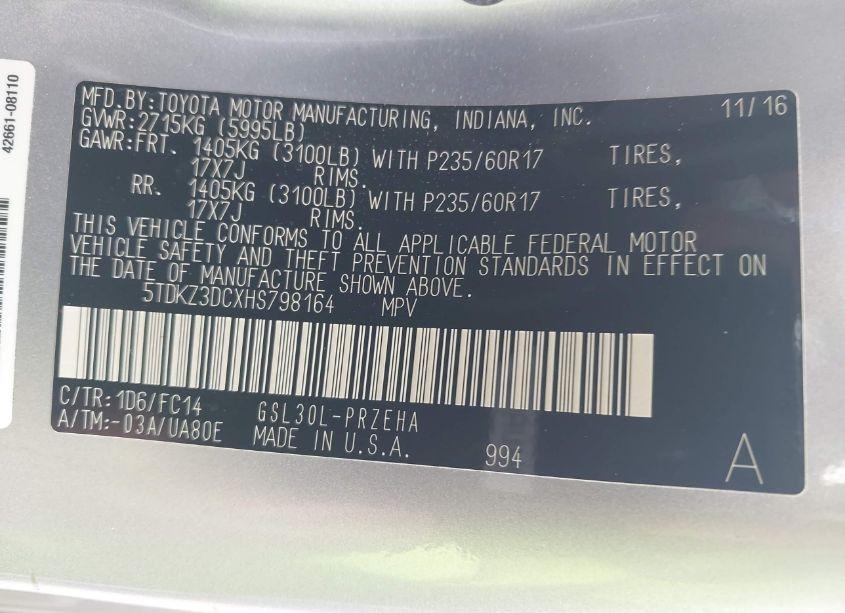 42661-08110
MFD.BY:TOYOTA MOTOR MANUFACTURING, INDIANA, INC. 11/16
GVWR:2715KG (5995LB)
GAWR:FRT. 1405KG (3100LB) WITH P235/60R17 TIRES,
17X7J RIMS.
RR. 1405KG (3100LB) WITH P235/60R17 TIRES,
17X7J RIMS.
THIS VEHICLE CONFORMS TO ALL APPLICABLE FEDERAL MOTOR
VEHICLE SAFETY AND THEFT PREVENTION STANDARDS IN EFFECT ON
THE DATE OF MANUFACTURE SHOWN ABOVE.
5TDKZ3DCXHS798164 MPV
C/TR:1D6/FC14 GSL30L-PRZEHA
A/TM:-03A/UA80E MADE IN U.S.A. 994 A